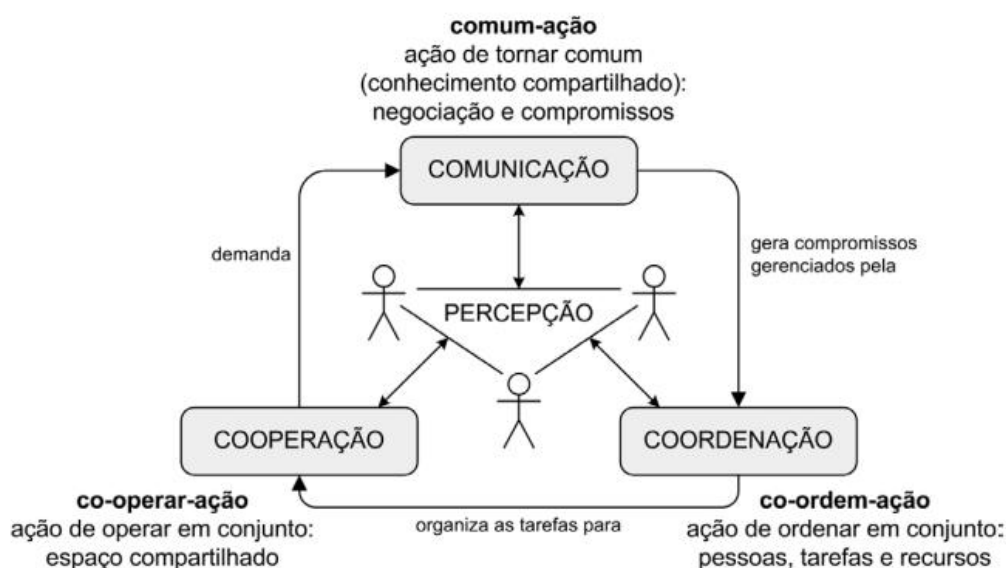 comum-ação
ação de tornar comum
(conhecimento compartilhado):
negociação e compromissos
COMUNICAÇÃO
demanda
gera compromissos
gerenciados pela
PERCEPÇÃO
COOPERAÇÃO
COORDENAÇÃO
co-operar-ação
ação de operar em conjunto:
espaço compartilhado
organiza as tarefas para
co-ordem-ação
ação de ordenar em conjunto:
pessoas, tarefas e recursos